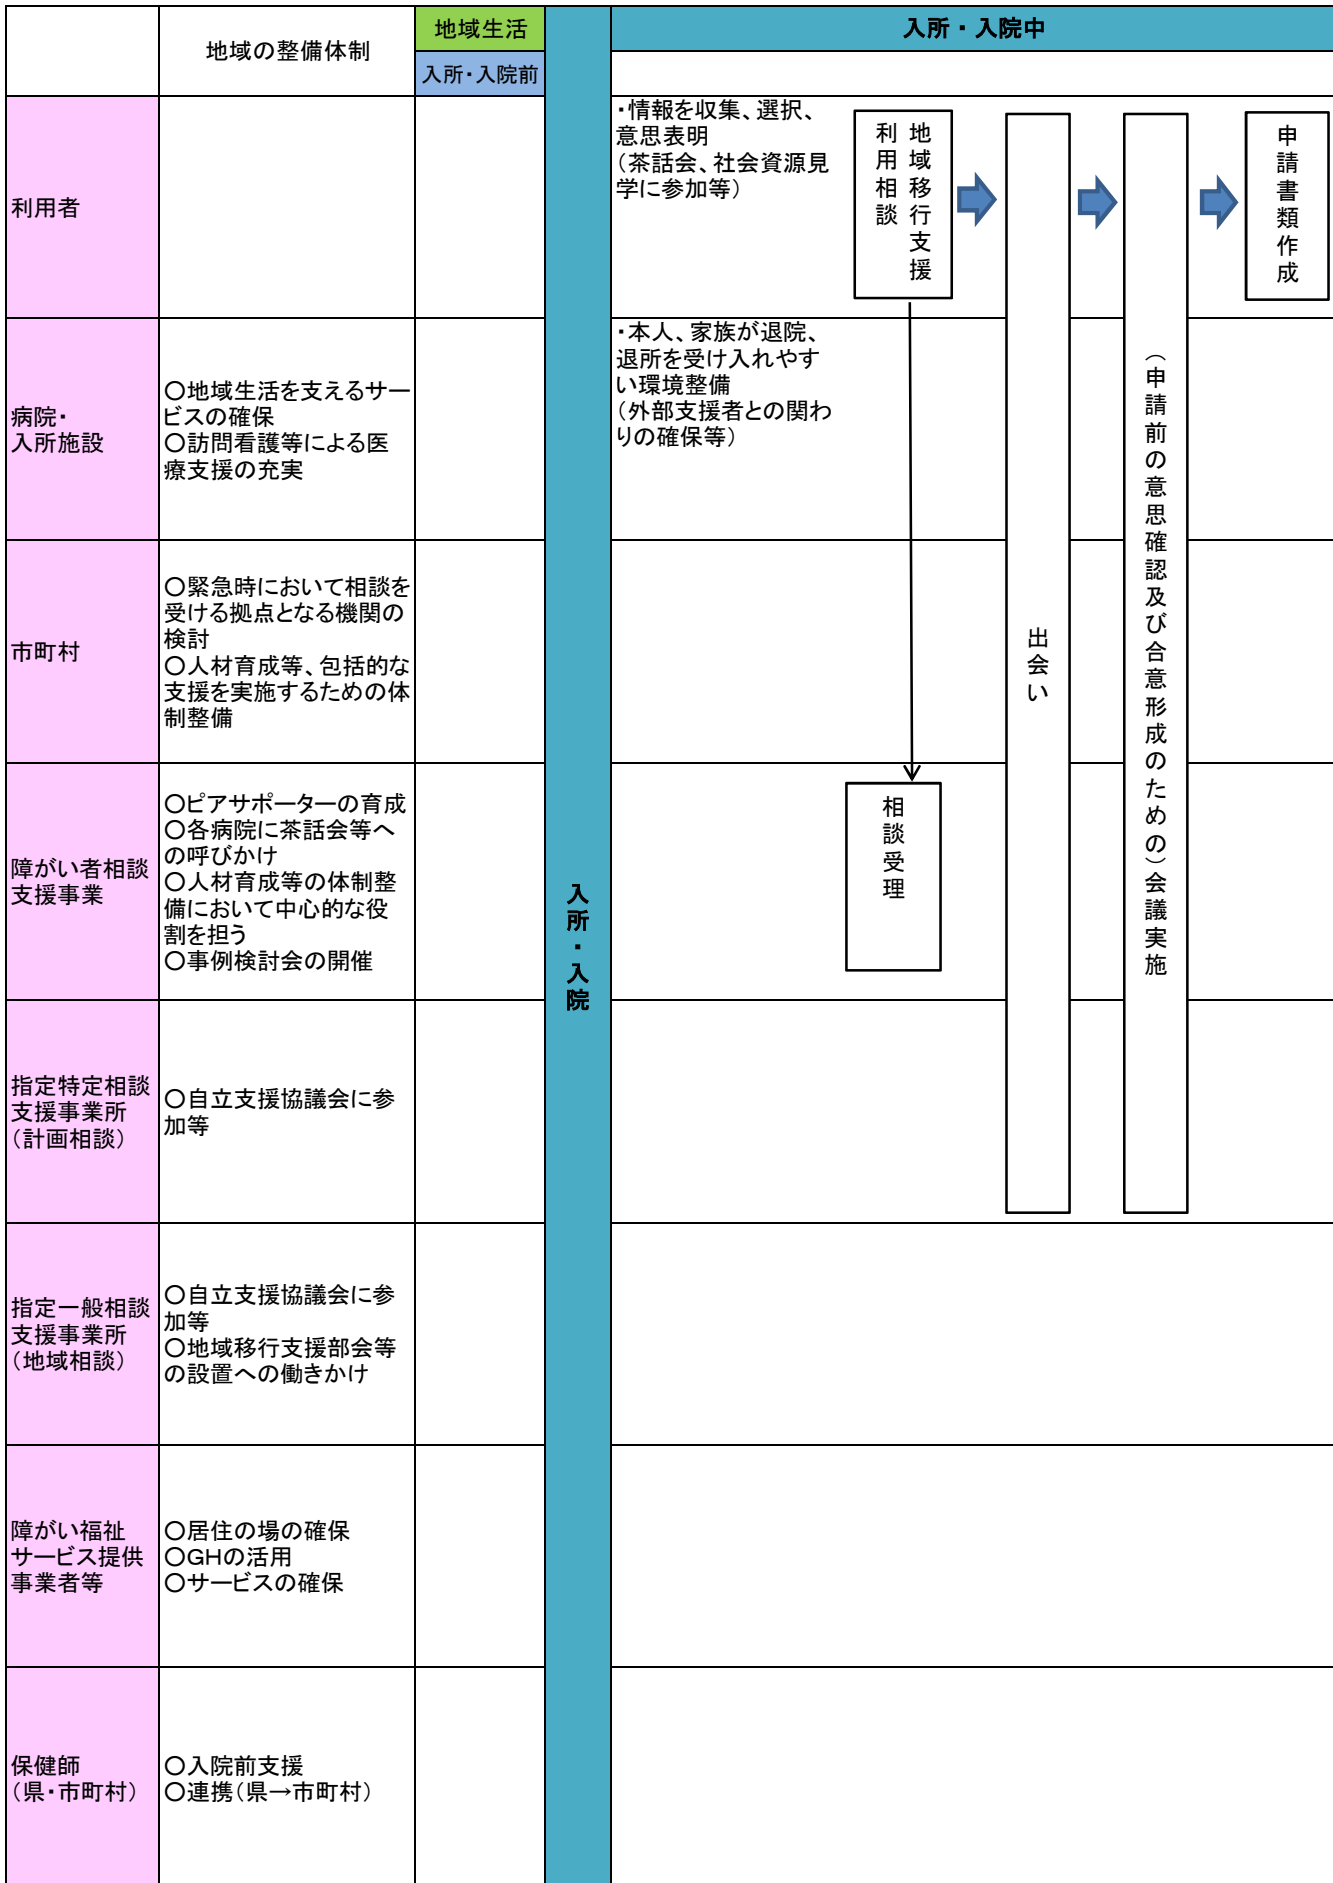 地域の整備体制
地域生活
入所・入院前
入所・入院中
入所・入院
利用者
・情報を収集、選択、
意思表明
（茶話会、社会資源見
学に参加等）
地域移行支援
利用相談
申請書類作成
病院・
入所施設
〇地域生活を支えるサー
ビスの確保
〇訪問看護等による医
療支援の充実
・本人、家族が退院、
退所を受け入れやす
い環境整備
（外部支援者との関わ
りの確保等）
出会い
（申請前の意思確認及び合意形成のための）会議実施
市町村
〇緊急時において相談を
受ける拠点となる機関の
検討
〇人材育成等、包括的な
支援を実施するための体
制整備
障がい者相談
支援事業
〇ピアサポーターの育成
〇各病院に茶話会等へ
の呼びかけ
〇人材育成等の体制整
備において中心的な役
割を担う
〇事例検討会の開催
相談受理
指定特定相談
支援事業所
（計画相談）
〇自立支援協議会に参
加等
指定一般相談
支援事業所
（地域相談）
〇自立支援協議会に参
加等
〇地域移行支援部会等
の設置への働きかけ
障がい福祉
サービス提供
事業者等
〇居住の場の確保
〇GHの活用
〇サービスの確保
保健師
（県・市町村）
〇入院前支援
〇連携（県→市町村）